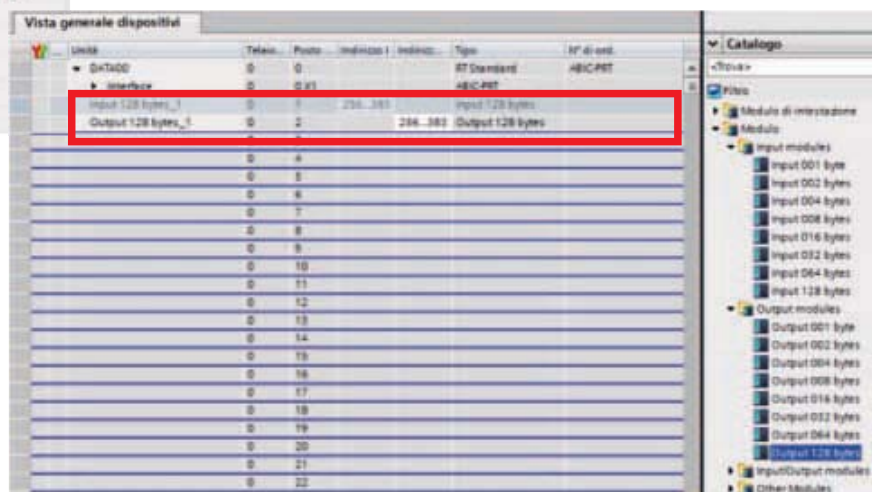 Vista generale dispositivi
Unità Telaio... Posto... Indirizzo I Indirizz... Tipo N° di ord.
DATADO 0 0 RT Standard ABIC-PRT
Interface 0 0 X1 ABIC-PRT
Input 128 bytes_1 0 1 256...383 Input 128 bytes
Output 128 bytes_1 0 2 256...383 Output 128 bytes
0 4
0 5
0 6
0 7
0 8
0 9
0 10
0 11
0 12
0 13
0 14
0 15
0 16
0 17
0 18
0 19
0 20
0 21
0 22
Catalogo
<Trova>
Filtro
Modulo di intestazione
Modulo
Input modules
Input 001 byte
Input 002 bytes
Input 004 bytes
Input 008 bytes
Input 016 bytes
Input 032 bytes
Input 064 bytes
Input 128 bytes
Output modules
Output 001 byte
Output 002 bytes
Output 004 bytes
Output 008 bytes
Output 016 bytes
Output 032 bytes
Output 064 bytes
Output 128 bytes
Input/Output modules
Other Modules